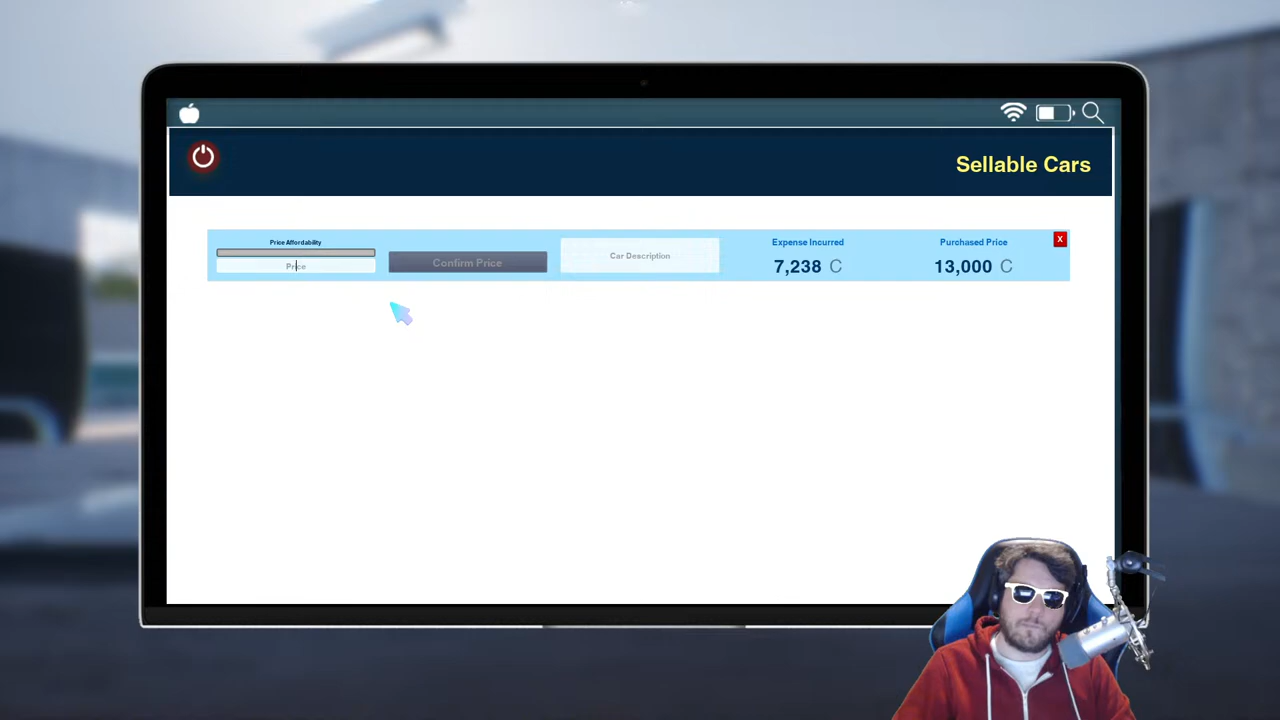 Sellable Cars
Price Affordability
Price
Confirm Price
Car Description
Expense Incurred
7,238 C
Purchased Price
13,000 C
X